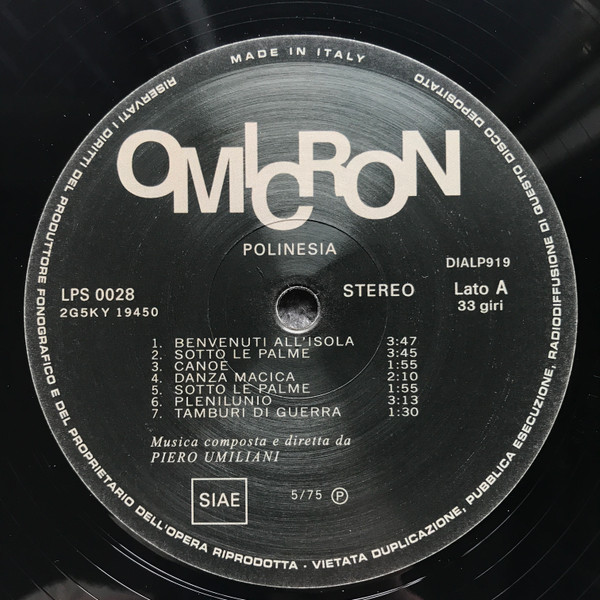 MADE IN ITALY
RISERVATI I DIRITTI DEL PRODUTTORE FONOGRAFICO E DEL PROPRIETARIO DELL'OPERA RIPRODOTTA · VIETATA DUPLICAZIONE, PUBBLICA ESECUZIONE, RADIODIFFUSIONE DI QUESTO DISCO DEPOSITATO
OMICRON
POLINESIA
DIALP919
LPS 0028
STEREO
Lato A
2G5KY 19450
33 giri
1. BENVENUTI ALL'ISOLA 3:47
2. SOTTO LE PALME 3:45
3. CANOE 1:55
4. DANZA MACICA 2:10
5. SOTTO LE PALME 1:55
6. PLENILUNIO 3:13
7. TAMBURI DI GUERRA 1:30
Musica composta e diretta da
PIERO UMILIANI
SIAE
5/75 ℗